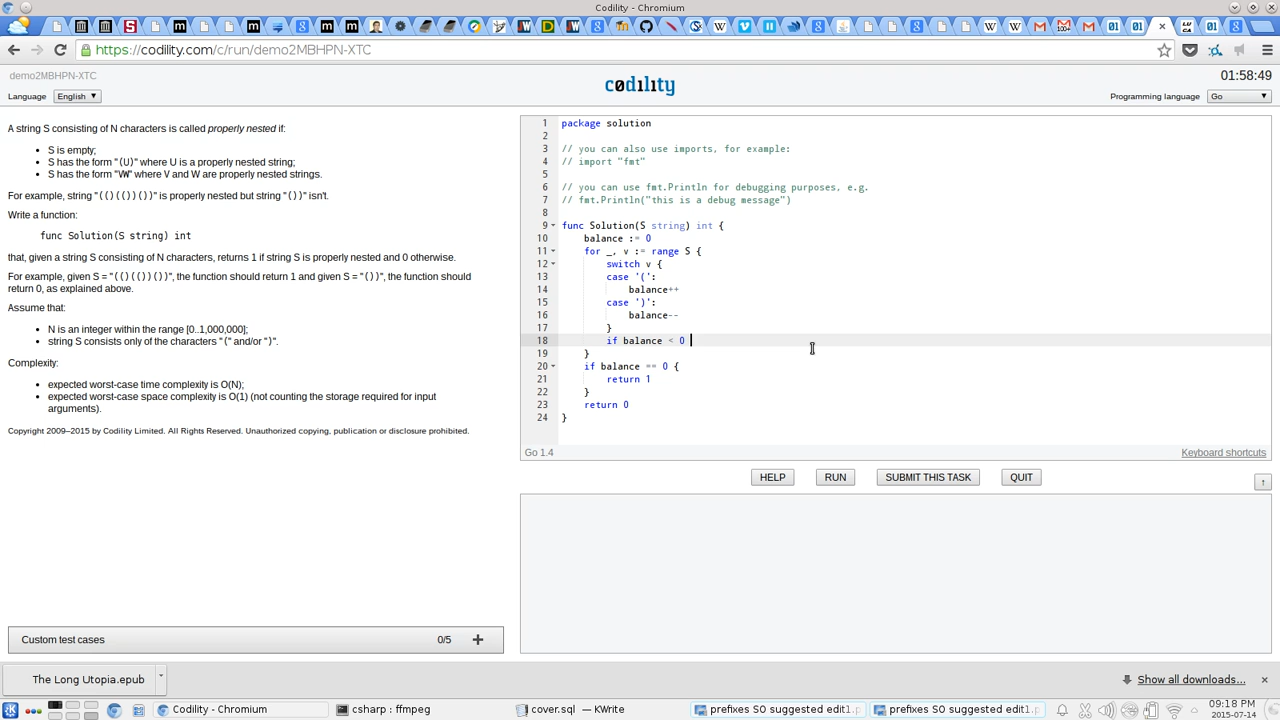 Codility - Chromium
https://codility.com/c/run/demo2MBHPN-XTC
demo2MBHPN-XTC
codility
01:58:49
Language English
Programming language Go
A string S consisting of N characters is called properly nested if:
S is empty;
S has the form "(U)" where U is a properly nested string;
S has the form "VW" where V and W are properly nested strings.
For example, string "(()(())())" is properly nested but string "())" isn't.
Write a function:
func Solution(S string) int
that, given a string S consisting of N characters, returns 1 if string S is properly nested and 0 otherwise.
For example, given S = "(()(())())", the function should return 1 and given S = "())", the function should
return 0, as explained above.
Assume that:
N is an integer within the range [0..1,000,000];
string S consists only of the characters "(" and/or ")".
Complexity:
expected worst-case time complexity is O(N);
expected worst-case space complexity is O(1) (not counting the storage required for input
arguments).
Copyright 2009–2015 by Codility Limited. All Rights Reserved. Unauthorized copying, publication or disclosure prohibited.
Custom test cases 0/5 +
1 package solution
2
3 // you can also use imports, for example:
4 // import "fmt"
5
6 // you can use fmt.Println for debugging purposes, e.g.
7 // fmt.Println("this is a debug message")
8
9 func Solution(S string) int {
10 balance := 0
11 for _, v := range S {
12 switch v {
13 case '(':
14 balance++
15 case ')':
16 balance--
17 }
18 if balance < 0
19 }
20 if balance == 0 {
21 return 1
22 }
23 return 0
24 }
Go 1.4
Keyboard shortcuts
HELP RUN SUBMIT THIS TASK QUIT
The Long Utopia.epub
Show all downloads...
Codility - Chromium
csharp : ffmpeg
cover.sql — KWrite
prefixes SO suggested edit1.p
prefixes SO suggested edit1.p
09:18 PM
2015-07-14